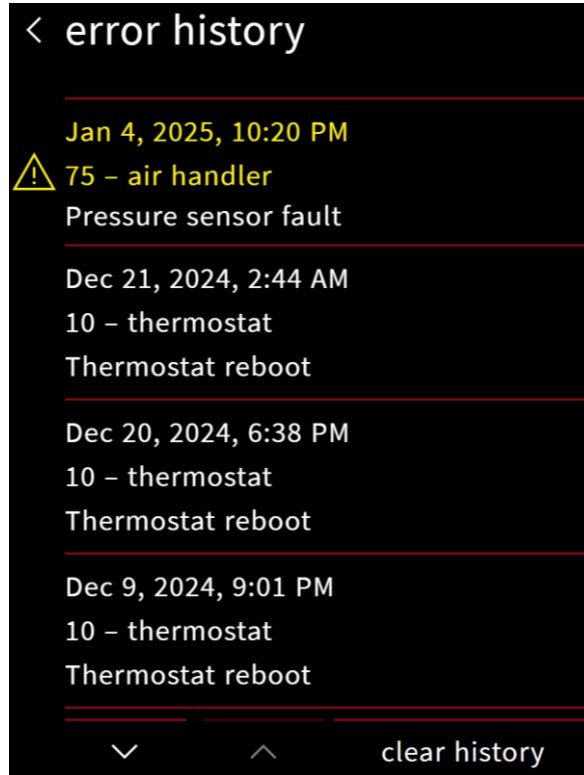 error history
Jan 4, 2025, 10:20 PM
75 – air handler
Pressure sensor fault
Dec 21, 2024, 2:44 AM
10 – thermostat
Thermostat reboot
Dec 20, 2024, 6:38 PM
10 – thermostat
Thermostat reboot
Dec 9, 2024, 9:01 PM
10 – thermostat
Thermostat reboot
clear history